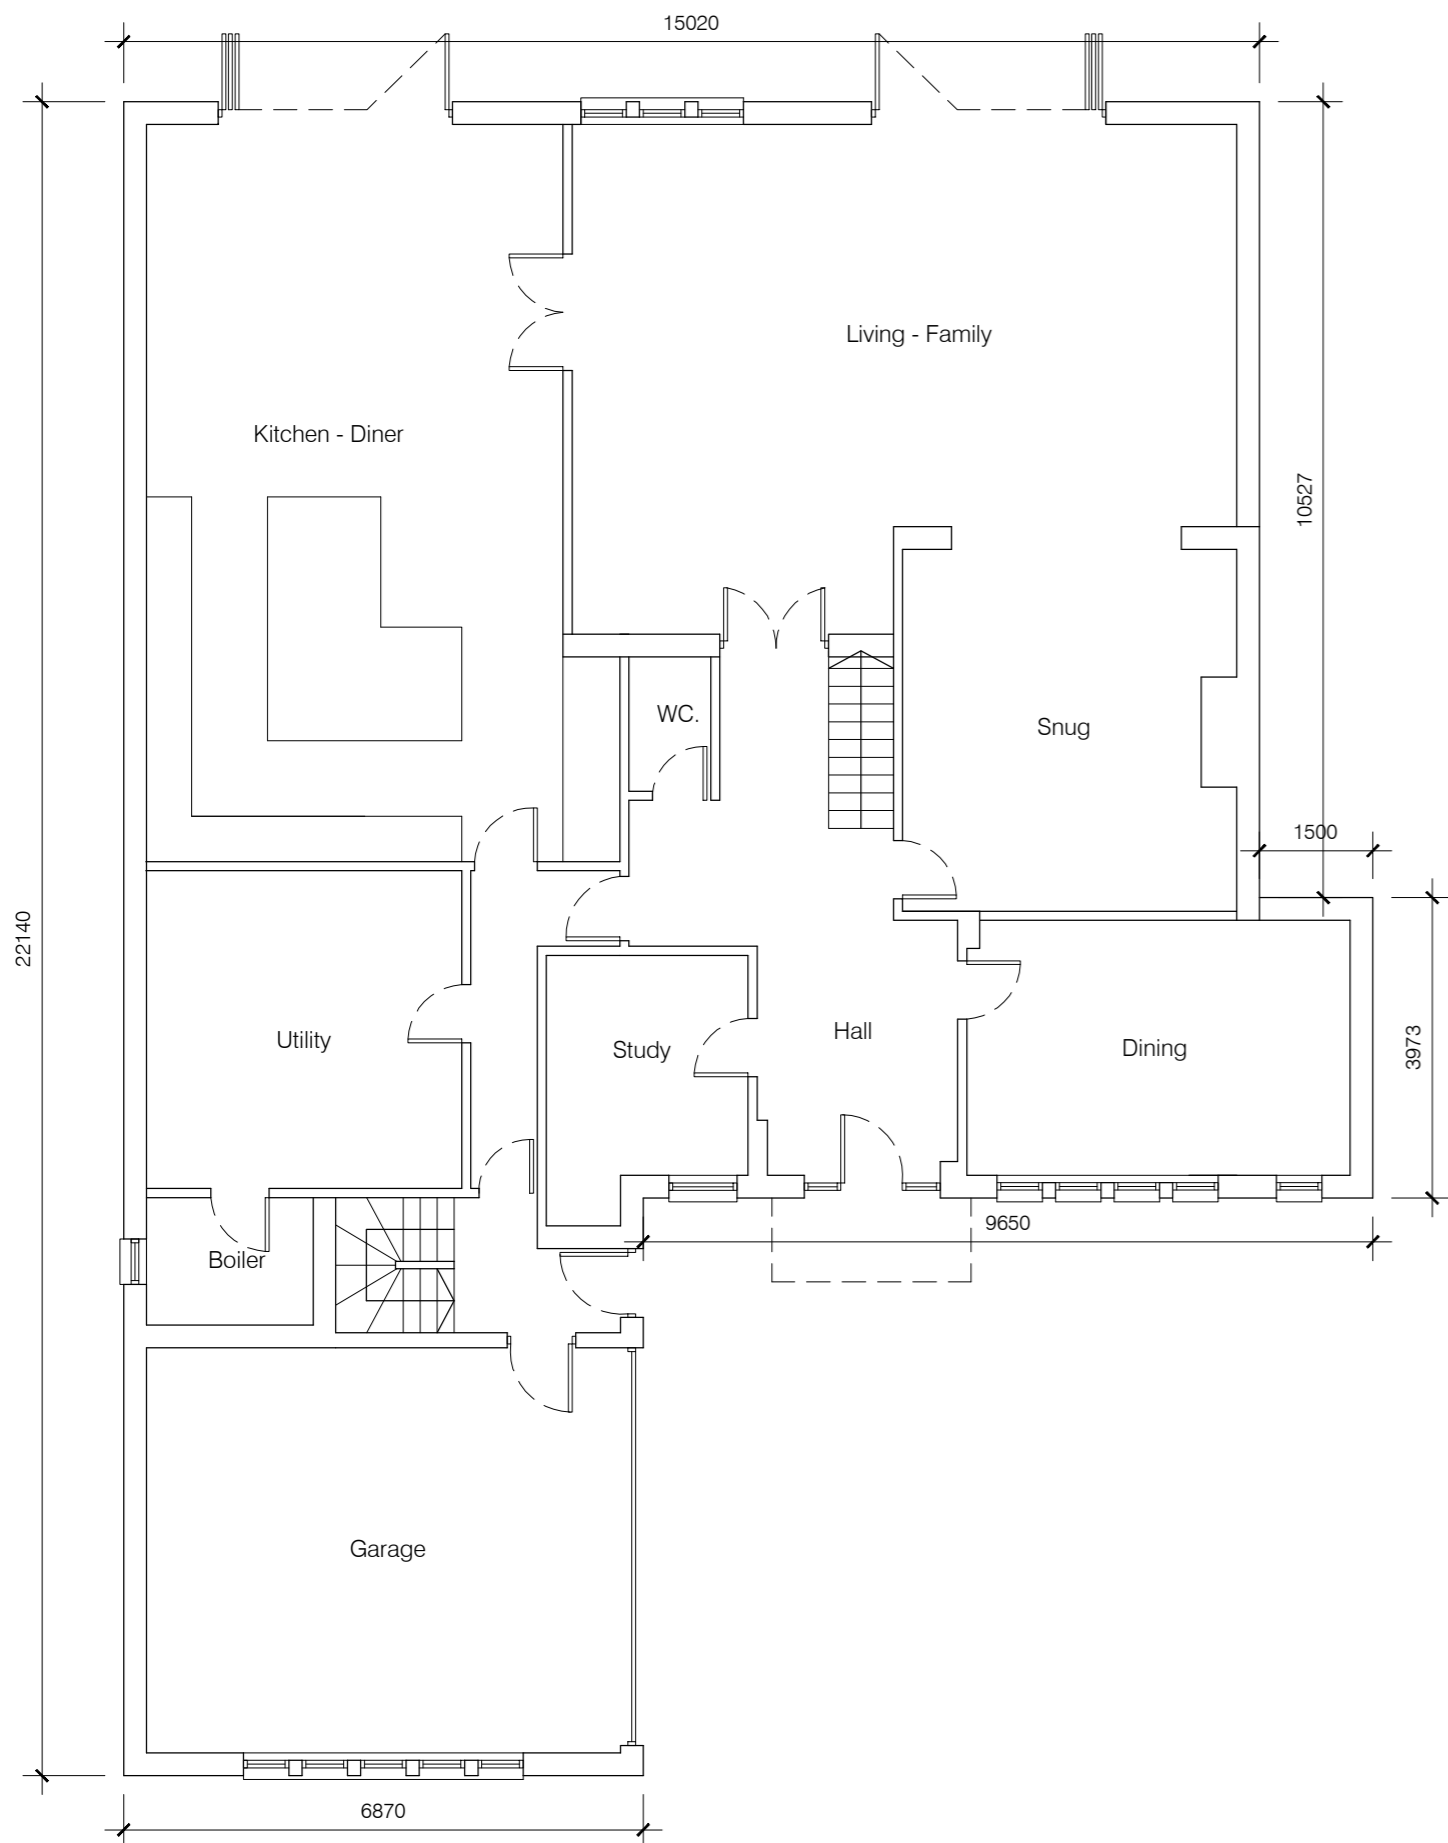 15020
Living - Family
Kitchen - Diner
10527
WC.
Snug
1500
22140
Utility
Study
Hall
Dining
3973
9650
Boiler
Garage
6870